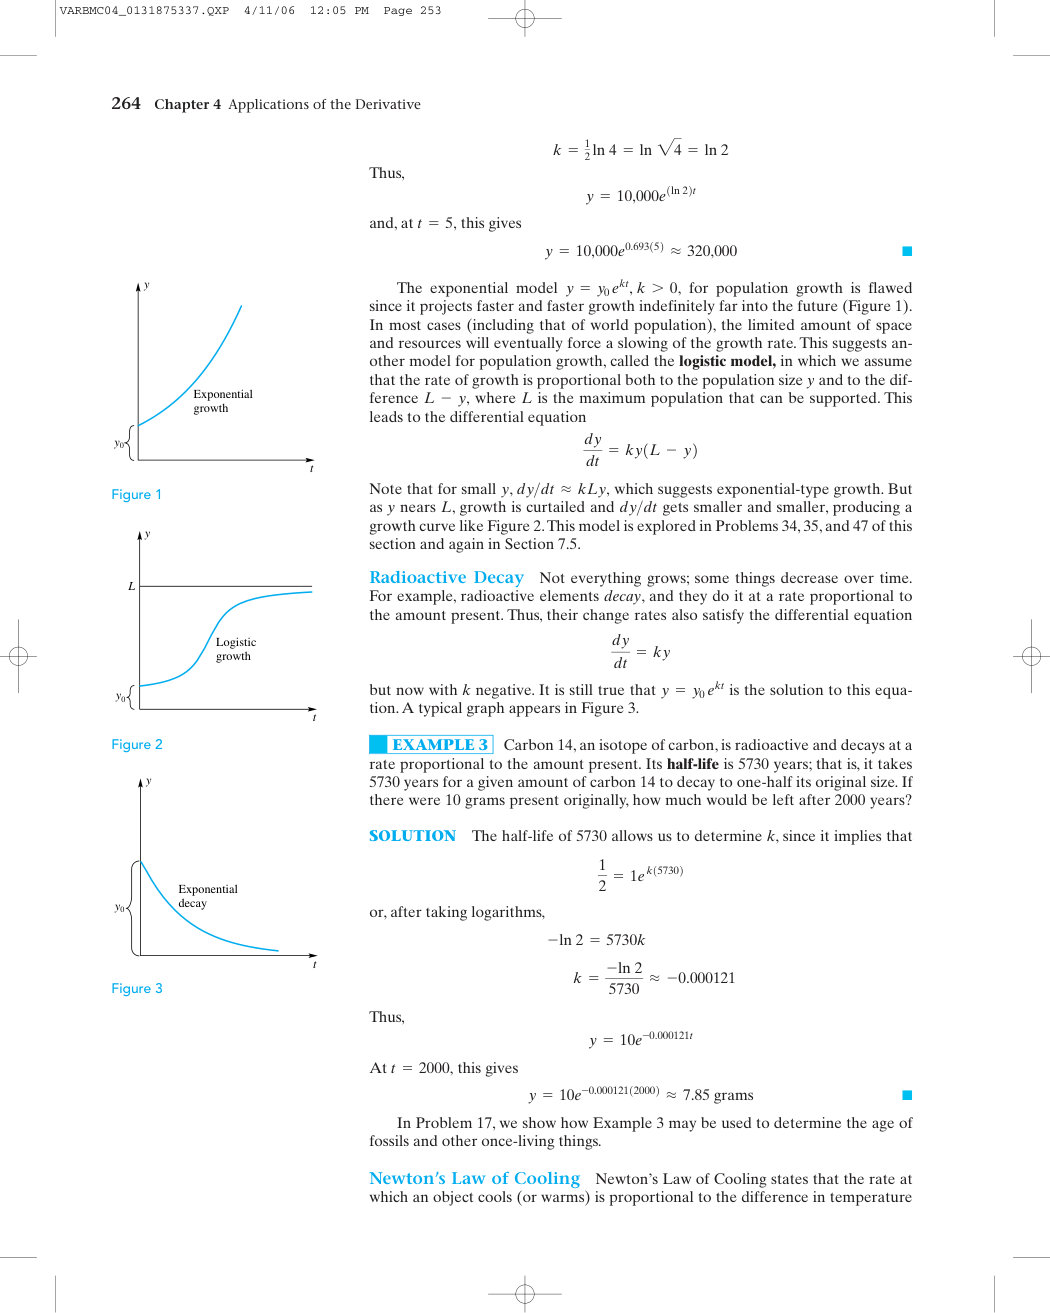 VARBMC04_0131875337.QXP 4/11/06 12:05 PM Page 253
264 Chapter 4 Applications of the Derivative
k = ½ ln 4 = ln √4 = ln 2
Thus,
y = 10,000e^{(ln 2)t}
and, at t = 5, this gives
y = 10,000e^{0.693(5)} ≈ 320,000
The exponential model y = y₀e^{kt}, k > 0, for population growth is flawed
since it projects faster and faster growth indefinitely far into the future (Figure 1).
In most cases (including that of world population), the limited amount of space
and resources will eventually force a slowing of the growth rate. This suggests an-
other model for population growth, called the logistic model, in which we assume
that the rate of growth is proportional both to the population size y and to the dif-
ference L − y, where L is the maximum population that can be supported. This
leads to the differential equation
dy/dt = ky(L − y)
Note that for small y, dy/dt ≈ kLy, which suggests exponential-type growth. But
as y nears L, growth is curtailed and dy/dt gets smaller and smaller, producing a
growth curve like Figure 2. This model is explored in Problems 34, 35, and 47 of this
section and again in Section 7.5.
Radioactive Decay Not everything grows; some things decrease over time.
For example, radioactive elements decay, and they do it at a rate proportional to
the amount present. Thus, their change rates also satisfy the differential equation
dy/dt = ky
but now with k negative. It is still true that y = y₀e^{kt} is the solution to this equa-
tion. A typical graph appears in Figure 3.
EXAMPLE 3 Carbon 14, an isotope of carbon, is radioactive and decays at a
rate proportional to the amount present. Its half-life is 5730 years; that is, it takes
5730 years for a given amount of carbon 14 to decay to one-half its original size. If
there were 10 grams present originally, how much would be left after 2000 years?
SOLUTION The half-life of 5730 allows us to determine k, since it implies that
1/2 = 1e^{k(5730)}
or, after taking logarithms,
−ln 2 = 5730k
k = −ln 2/5730 ≈ −0.000121
Thus,
y = 10e^{−0.000121t}
At t = 2000, this gives
y = 10e^{−0.000121(2000)} ≈ 7.85 grams
In Problem 17, we show how Example 3 may be used to determine the age of
fossils and other once-living things.
Newton's Law of Cooling Newton's Law of Cooling states that the rate at
which an object cools (or warms) is proportional to the difference in temperature
y
Exponential
growth
y₀
t
Figure 1
y
L
Logistic
growth
y₀
t
Figure 2
y
Exponential
decay
y₀
t
Figure 3